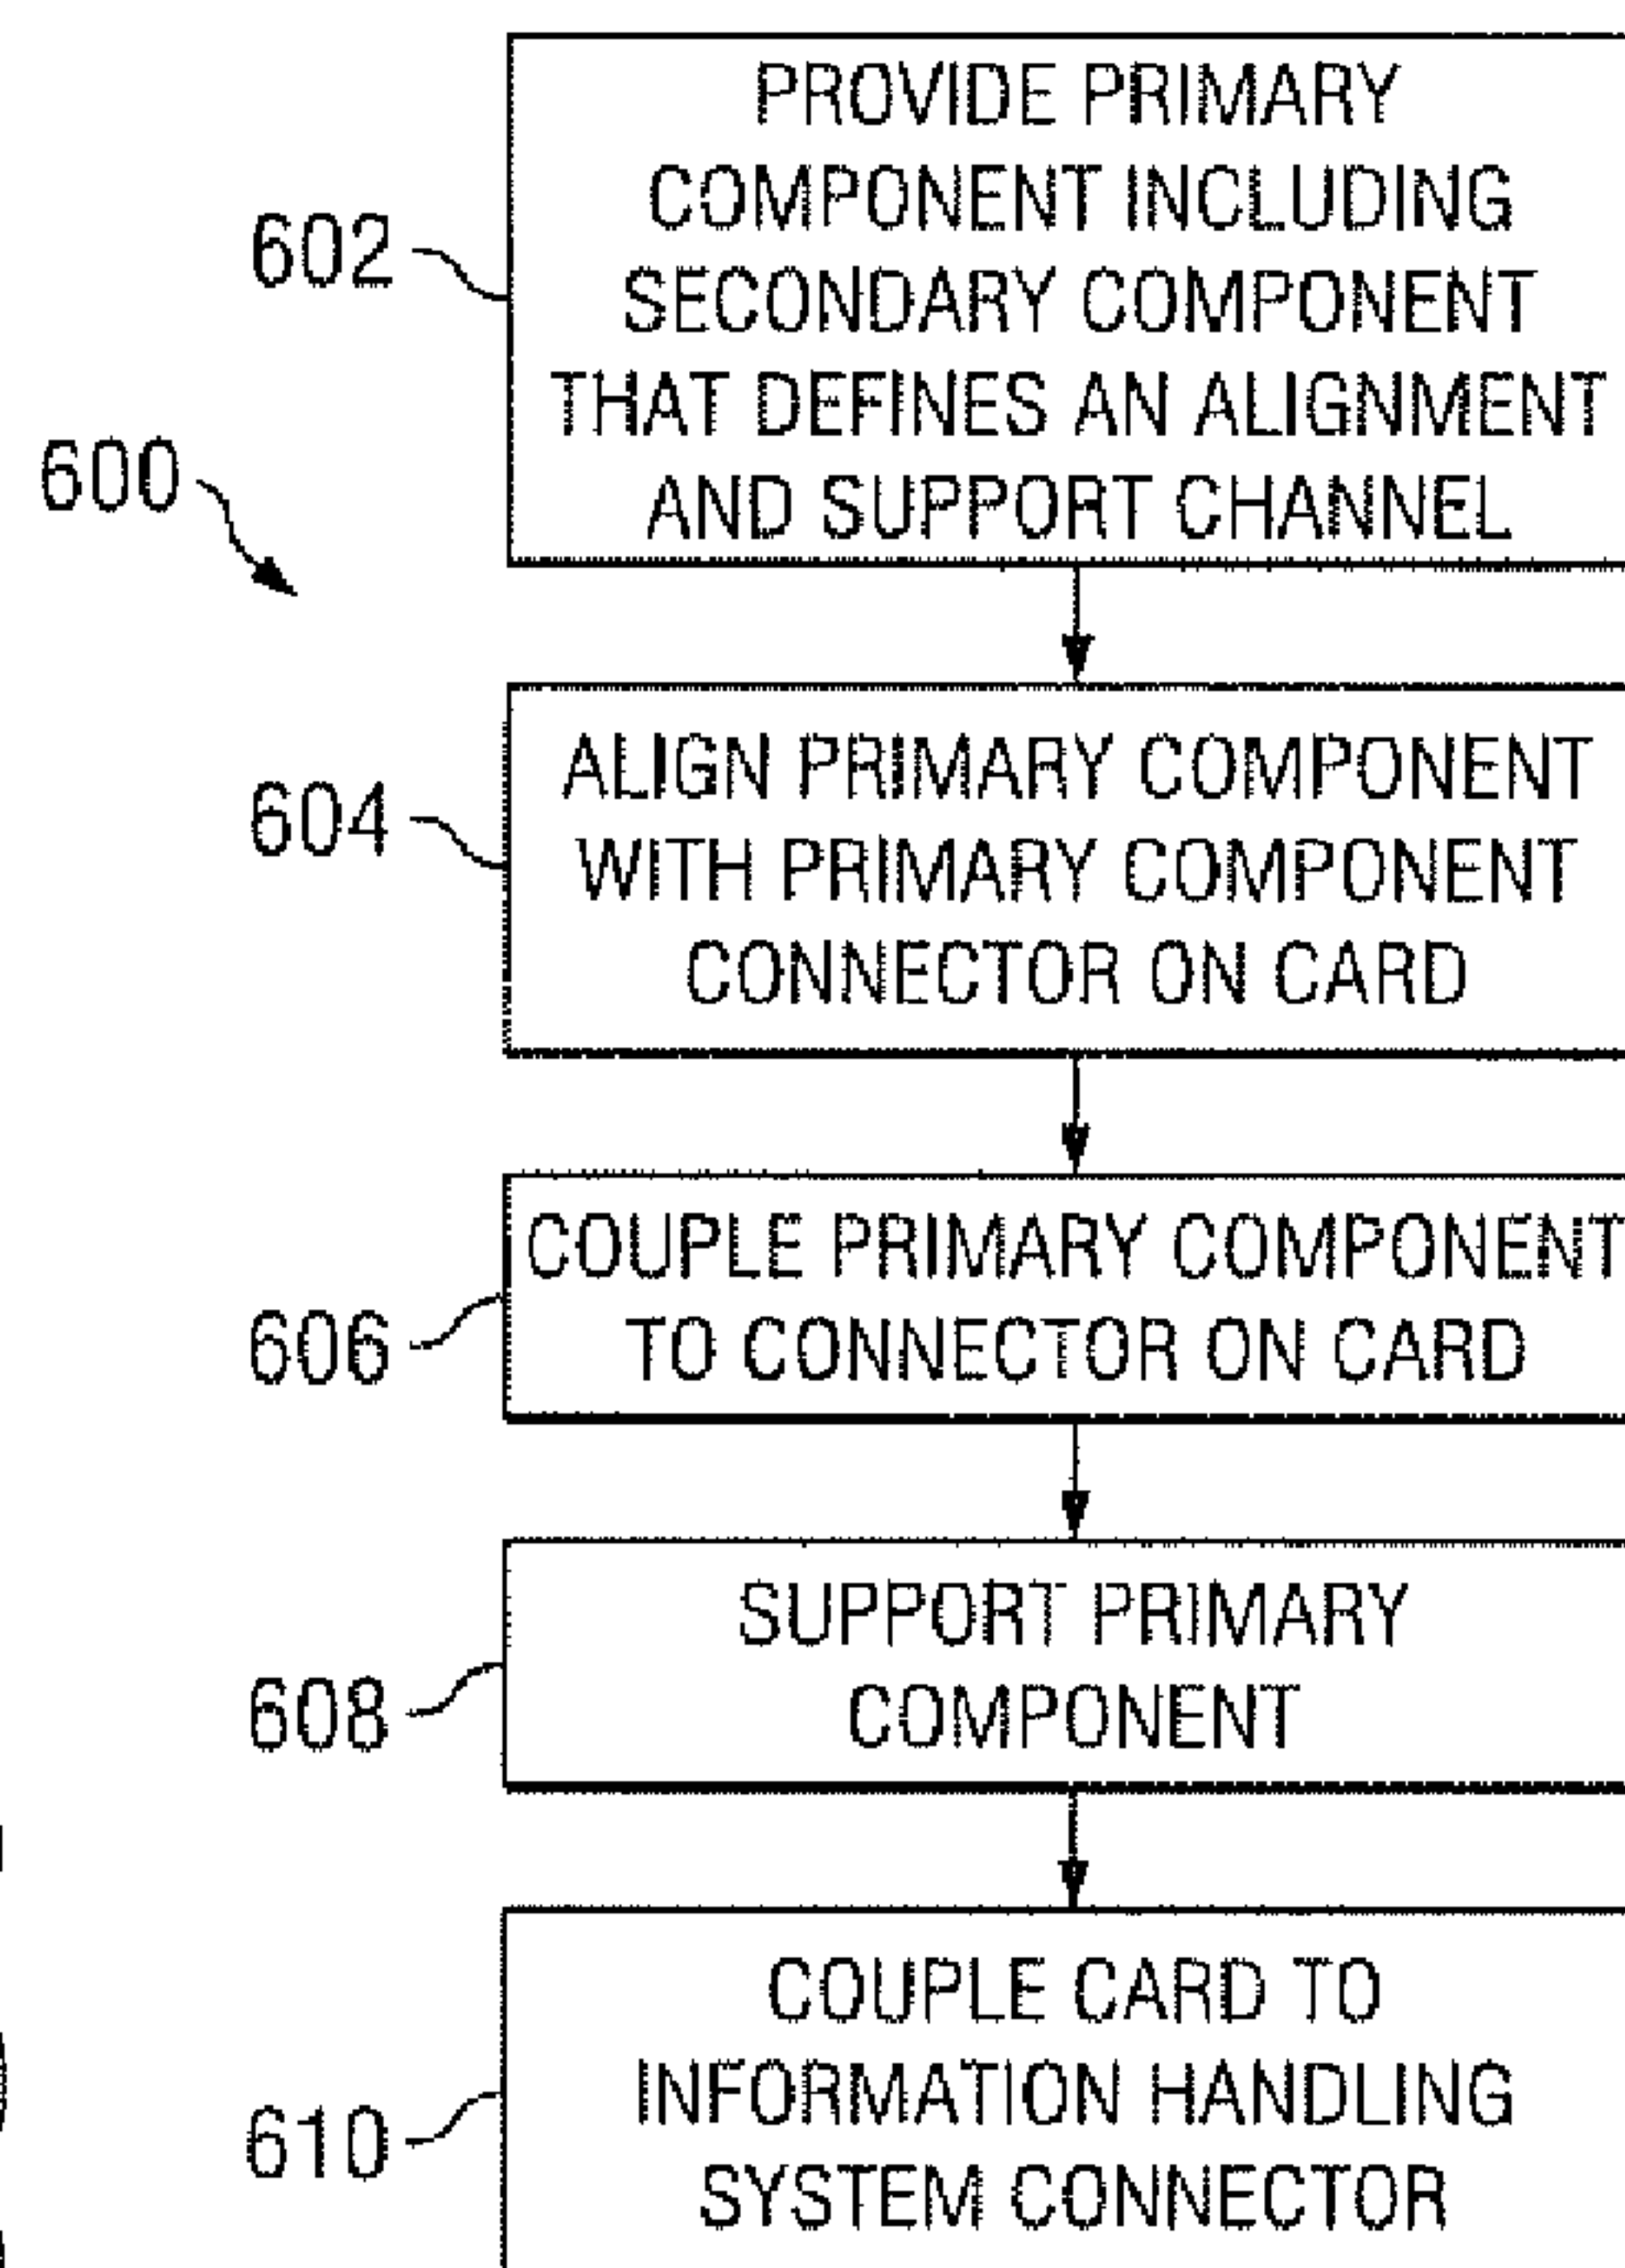 PROVIDE PRIMARY
COMPONENT INCLUDING
602
SECONDARY COMPONENT
THAT DEFINES AN ALIGNMENT
600
AND SUPPORT CHANNEL
ALIGN PRIMARY COMPONENT
604
WITH PRIMARY COMPONENT
CONNECTOR ON CARD
COUPLE PRIMARY COMPONENT
606
TO CONNECTOR ON CARD
SUPPORT PRIMARY
608
COMPONENT
COUPLE CARD TO
INFORMATION HANDLING
610
SYSTEM CONNECTOR